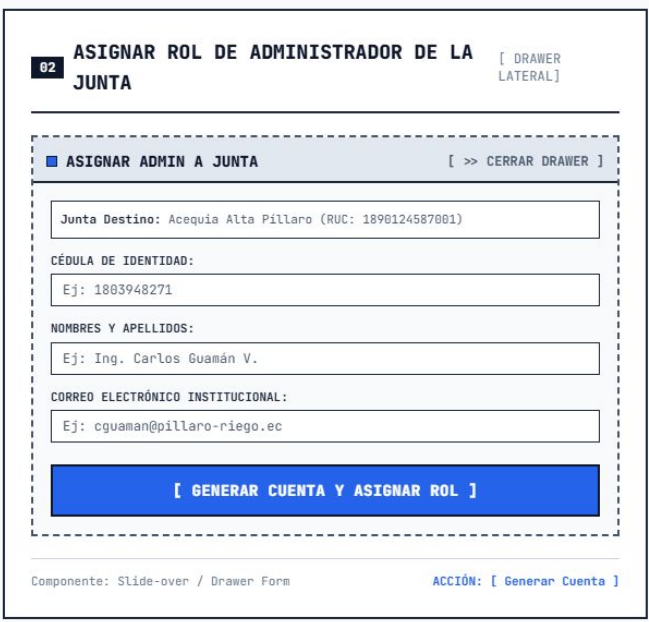 02
ASIGNAR ROL DE ADMINISTRADOR DE LA
JUNTA
[ DRAWER
LATERAL]
ASIGNAR ADMIN A JUNTA
[ >> CERRAR DRAWER ]
Junta Destino: Acequia Alta Píllaro (RUC: 1890124587001)
CÉDULA DE IDENTIDAD:
Ej: 1803948271
NOMBRES Y APELLIDOS:
Ej: Ing. Carlos Guamán V.
CORREO ELECTRÓNICO INSTITUCIONAL:
Ej: cguaman@pillaro-riego.ec
[ GENERAR CUENTA Y ASIGNAR ROL ]
Componente: Slide-over / Drawer Form
ACCIÓN: [ Generar Cuenta ]